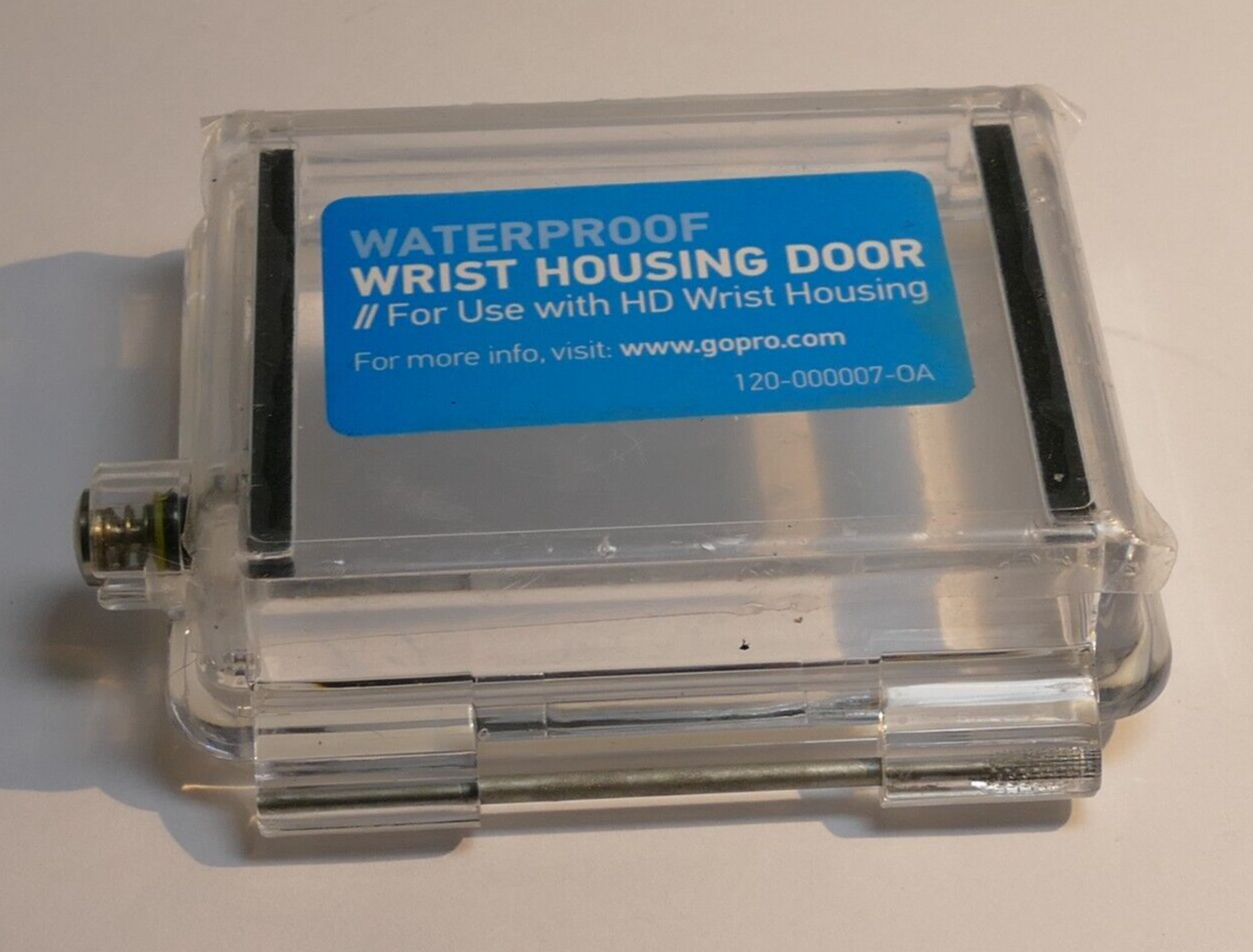 WATERPROOF
WRIST HOUSING DOOR
// For Use with HD Wrist Housing
For more info, visit: www.gopro.com
120-000007-0A